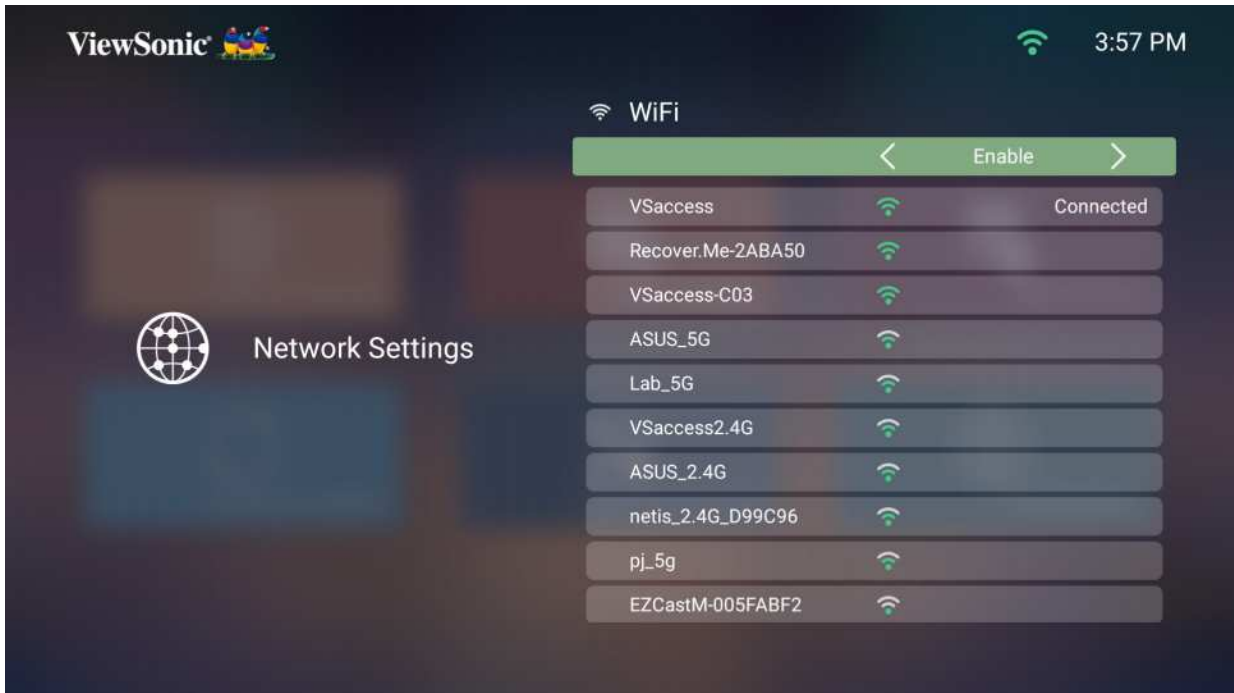 ViewSonic®
3:57 PM
WiFi
Enable
VSaccess Connected
Recover.Me-2ABA50
VSaccess-C03
ASUS_5G
Network Settings
Lab_5G
VSaccess2.4G
ASUS_2.4G
netis_2.4G_D99C96
pj_5g
EZCastM-005FABF2